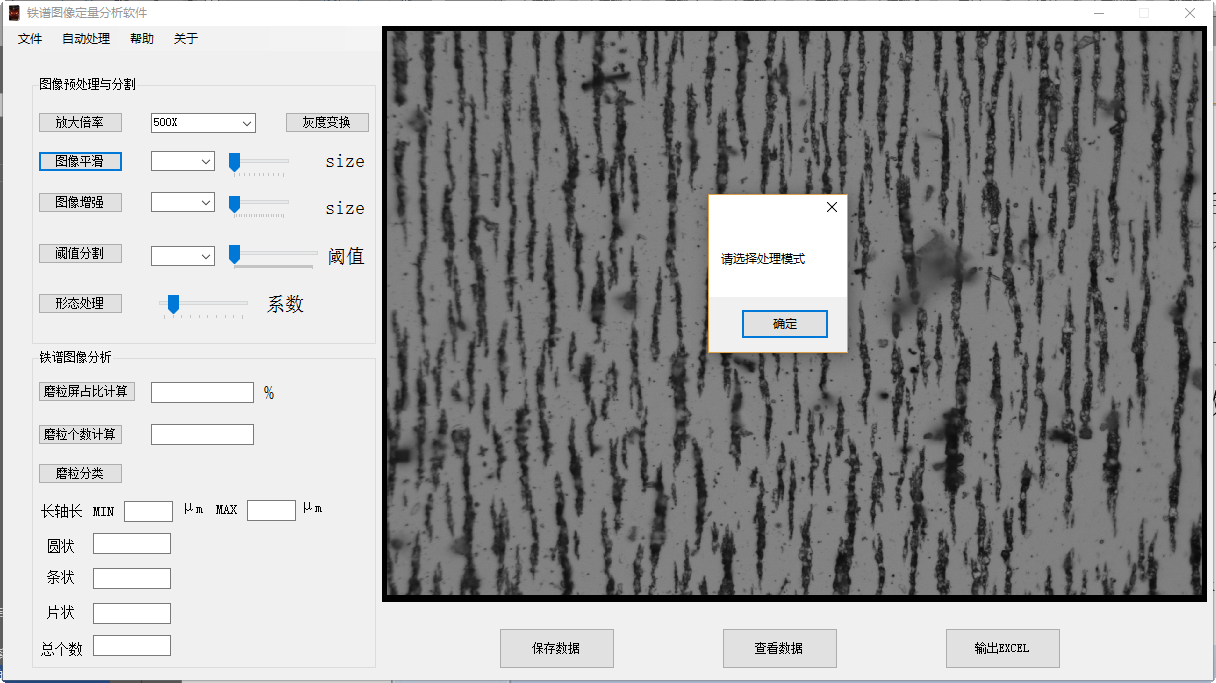 铁谱图像定量分析软件
文件 自动处理 帮助 关于
图像预处理与分割
放大倍率 500X 灰度变换
图像平滑 size
图像增强 size
阈值分割 阈值
形态处理 系数
铁谱图像分析
磨粒屏占比计算 %
磨粒个数计算
磨粒分类
长轴长 MIN μm MAX μm
圆状
条状
片状
总个数
请选择处理模式
确定
保存数据 查看数据 输出EXCEL